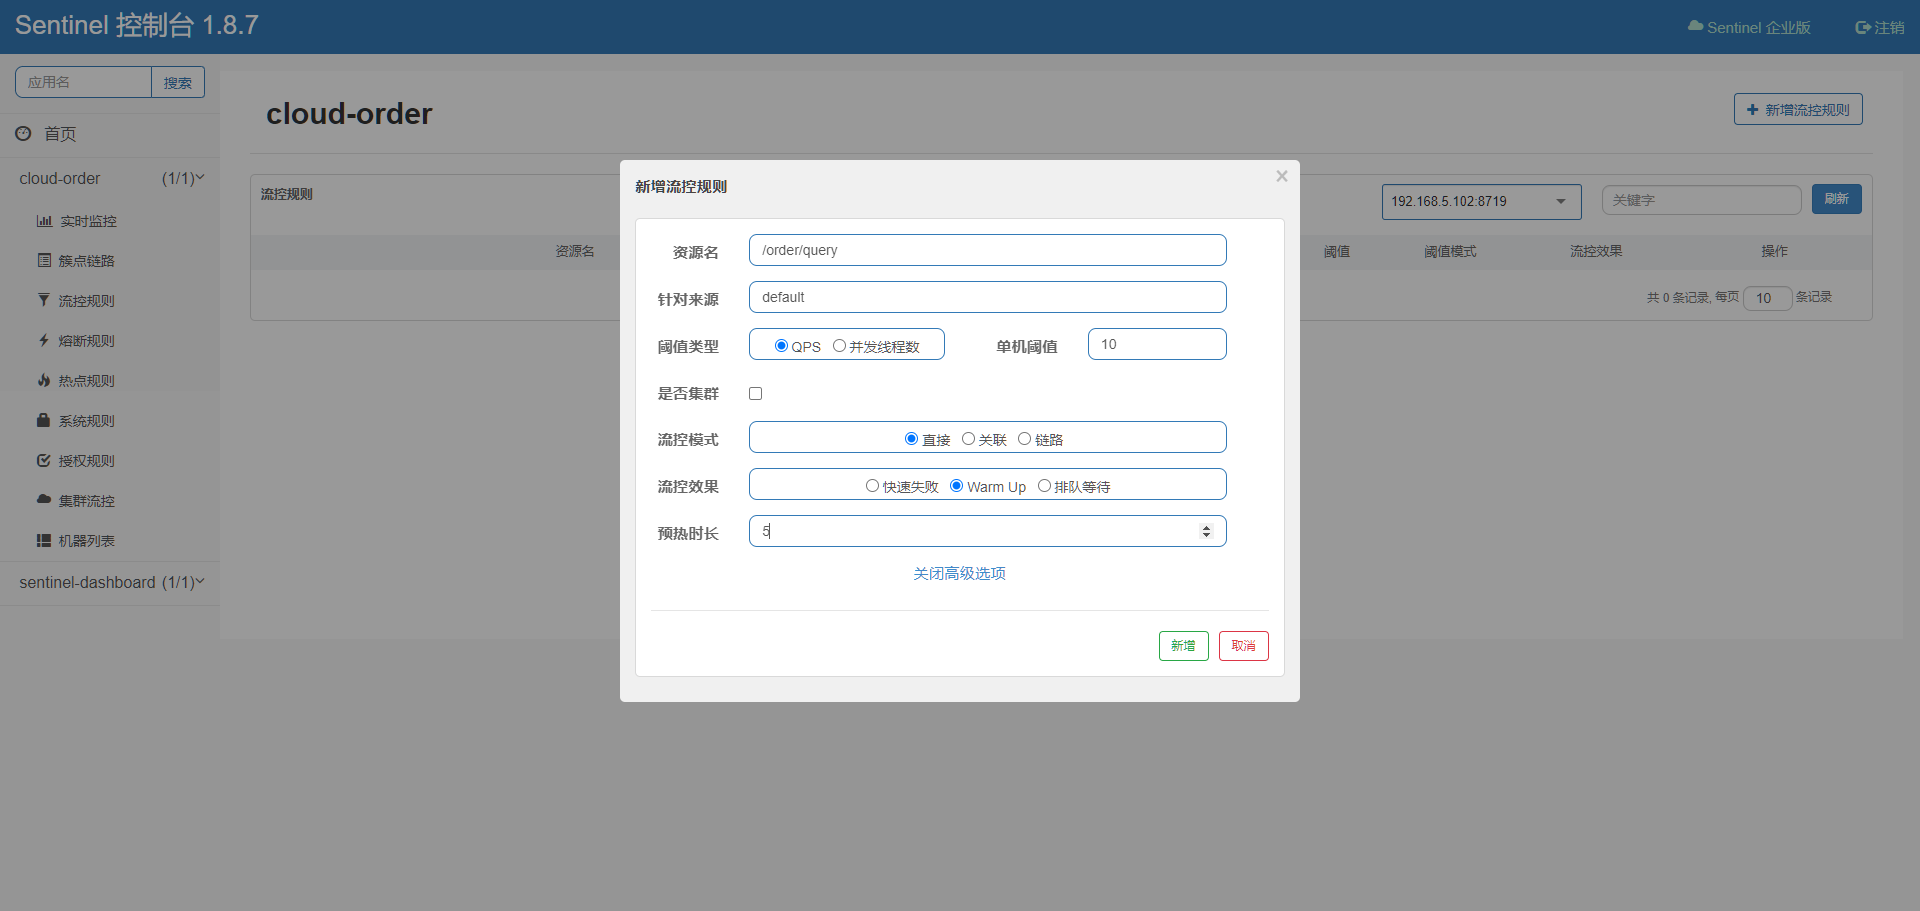 Sentinel 控制台 1.8.7
Sentinel 企业版
注销
应用名
搜索
首页
cloud-order (1/1)
实时监控
簇点链路
流控规则
熔断规则
热点规则
系统规则
授权规则
集群流控
机器列表
sentinel-dashboard (1/1)
cloud-order
新增流控规则
流控规则
192.168.5.102:8719
关键字
刷新
资源名
阈值
阈值模式
流控效果
操作
共 0 条记录, 每页 10 条记录
新增流控规则
×
资源名 /order/query
针对来源 default
阈值类型 QPS 并发线程数 单机阈值 10
是否集群
流控模式 直接 关联 链路
流控效果 快速失败 Warm Up 排队等待
预热时长 5
关闭高级选项
新增
取消